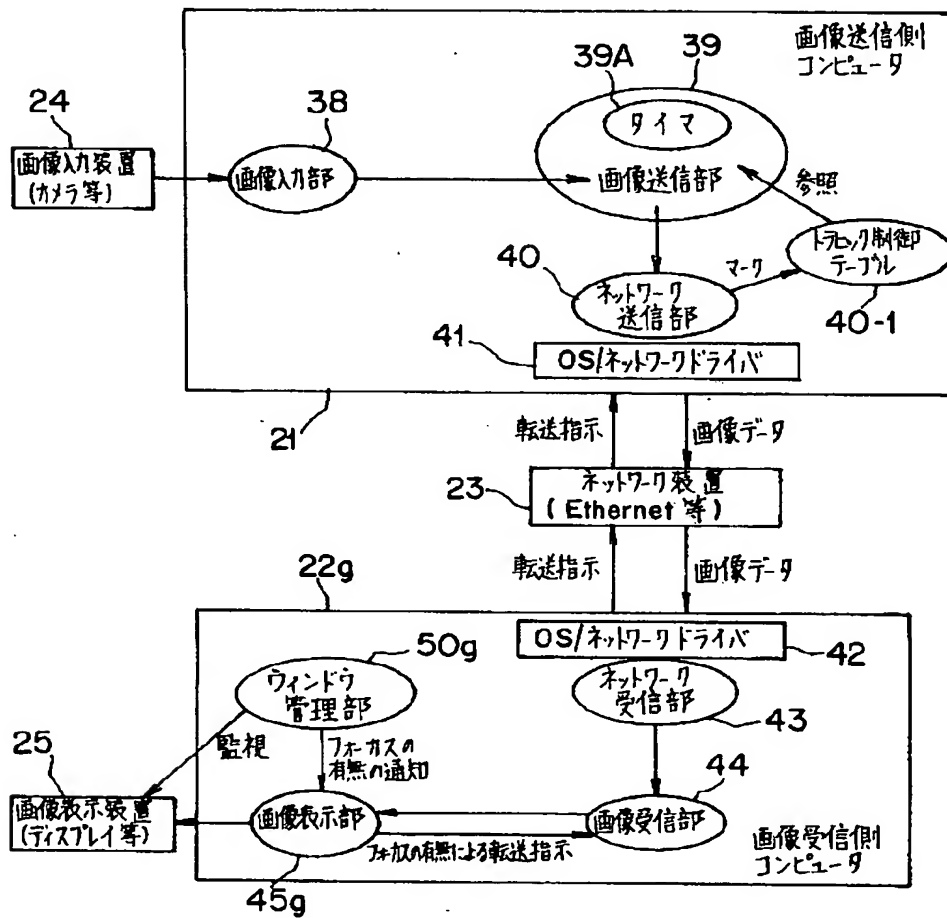 画像送信側
コンピュータ
39A
39
24
38
タイマ
画像入力装置
(カメラ等)
画像入力部
画像送信部
参照
トラヒック制御
テーブル
40
マーク
ネットワーク
送信部
40-1
41
OS/ネットワークドライバ
21
転送指示
画像データ
23
ネットワーク装置
(Ethernet等)
転送指示
画像データ
22g
OS/ネットワークドライバ
42
50g
ウィンドウ
管理部
ネットワーク
受信部
43
25
監視
フォーカスの
有無の通知
44
画像表示装置
(ディスプレイ等)
画像表示部
画像受信部
フォーカスの有無による転送指示
画像受信側
コンピュータ
45g